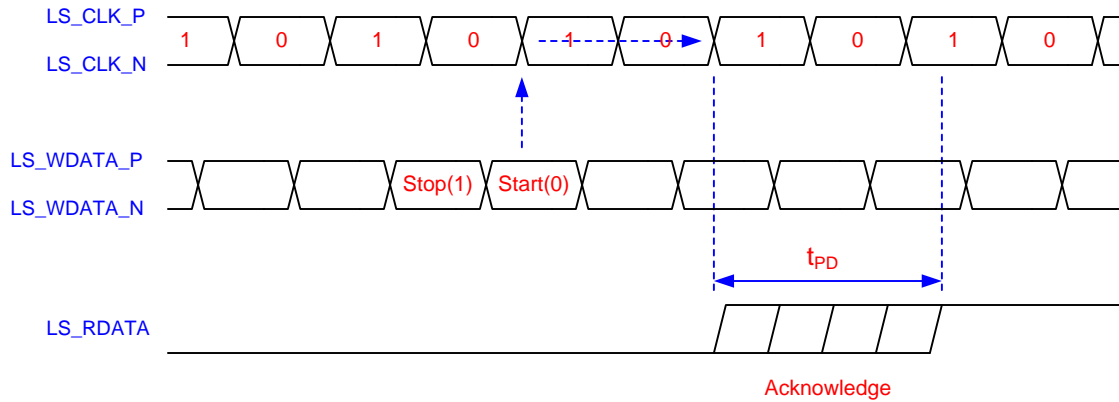 LS_CLK_P
1 0 1 0 1 0 1 0 1 0
LS_CLK_N
LS_WDATA_P
Stop(1) Start(0)
LS_WDATA_N
tPD
LS_RDATA
Acknowledge